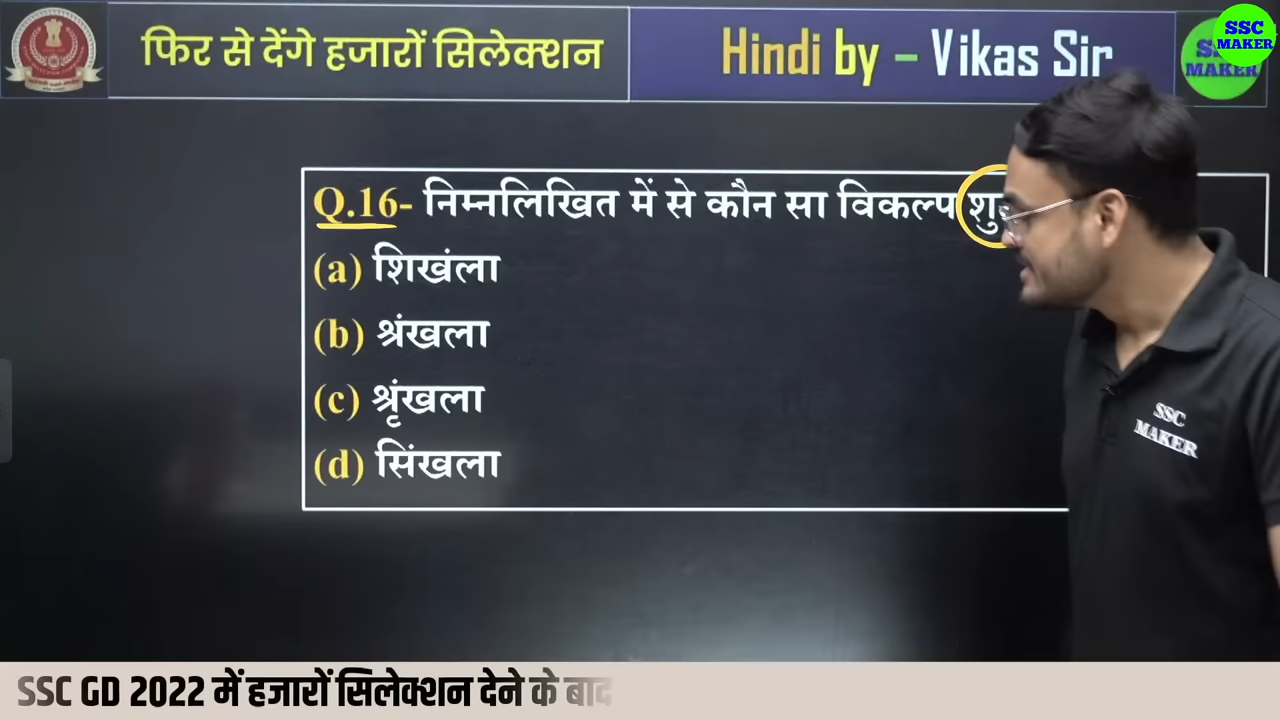 फिर से देंगे हजारों सिलेक्शन
Hindi by – Vikas Sir
SSC
MAKER
MAKER
Q.16- निम्नलिखित में से कौन सा विकल्प
(a) शिखंला
(b) श्रंखला
(c) श्रृंखला
(d) सिंखला
SSC
MAKER
SSC GD 2022 में हजारों सिलेक्शन देने के बाद